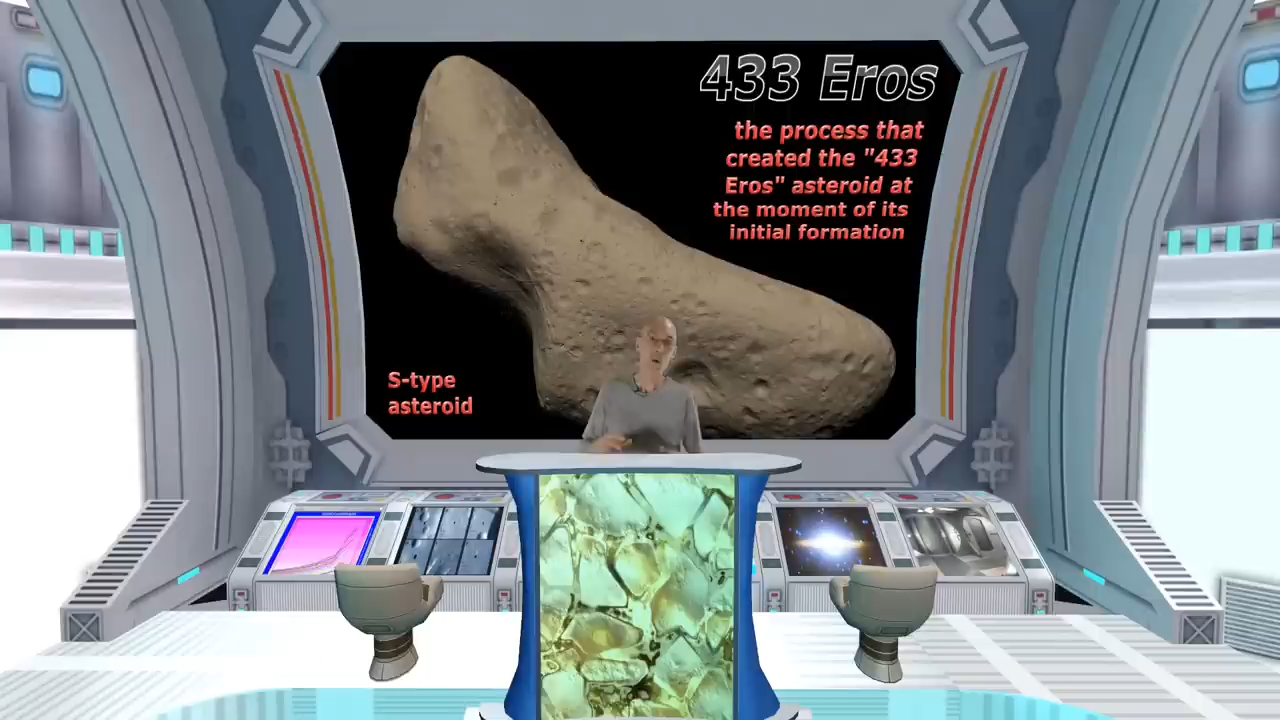 433 Eros
the process that
created the "433
Eros" asteroid at
the moment of its
initial formation
S-type
asteroid